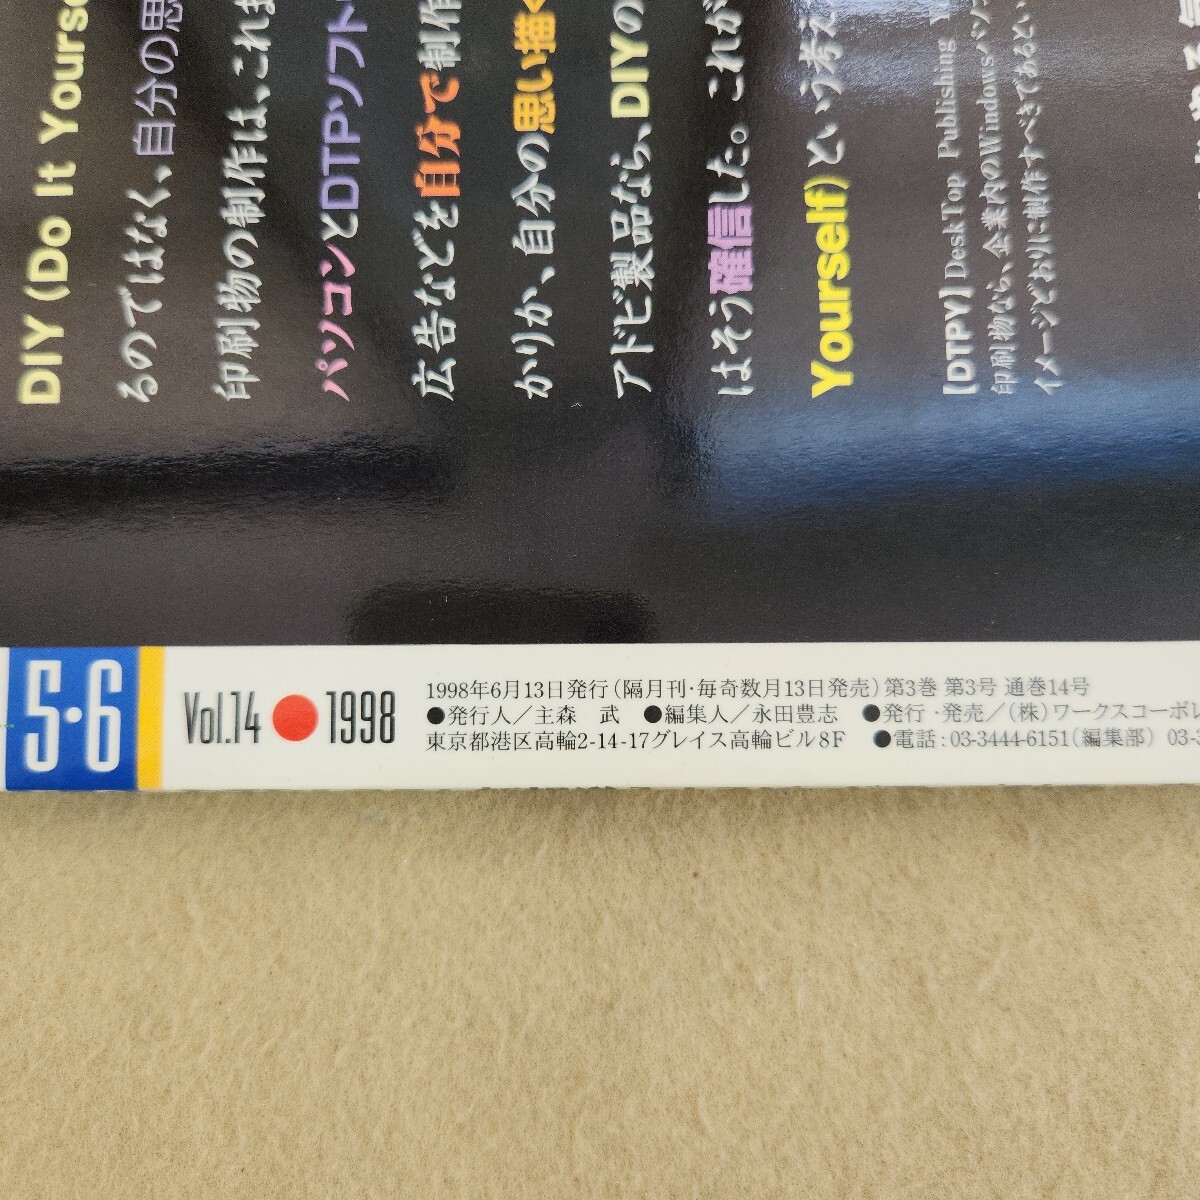 DIY (Do It Yourse
るのではなく、自分の思
印刷物の制作は、これま
パソコンとDTPソフト
広告などを自分で制作
かりか、自分の思い描く
アドビ製品なら、DIYの
はそう確信した。これが
Yourself) という考え
【DTPY】DeskTop Publishing
印刷物なら、企業内のWindowsパソ
イメージどおりに制作すべきであるとい
5・6
Vol.14 ● 1998
1998年6月13日発行（隔月刊・毎奇数月13日発売）第3巻 第3号 通巻14号
●発行人／主森 武 ●編集人／永田豊志 ●発行・発売／（株）ワークスコーポレ
東京都港区高輪2-14-17グレイス高輪ビル8F ●電話：03-3444-6151（編集部） 03-3